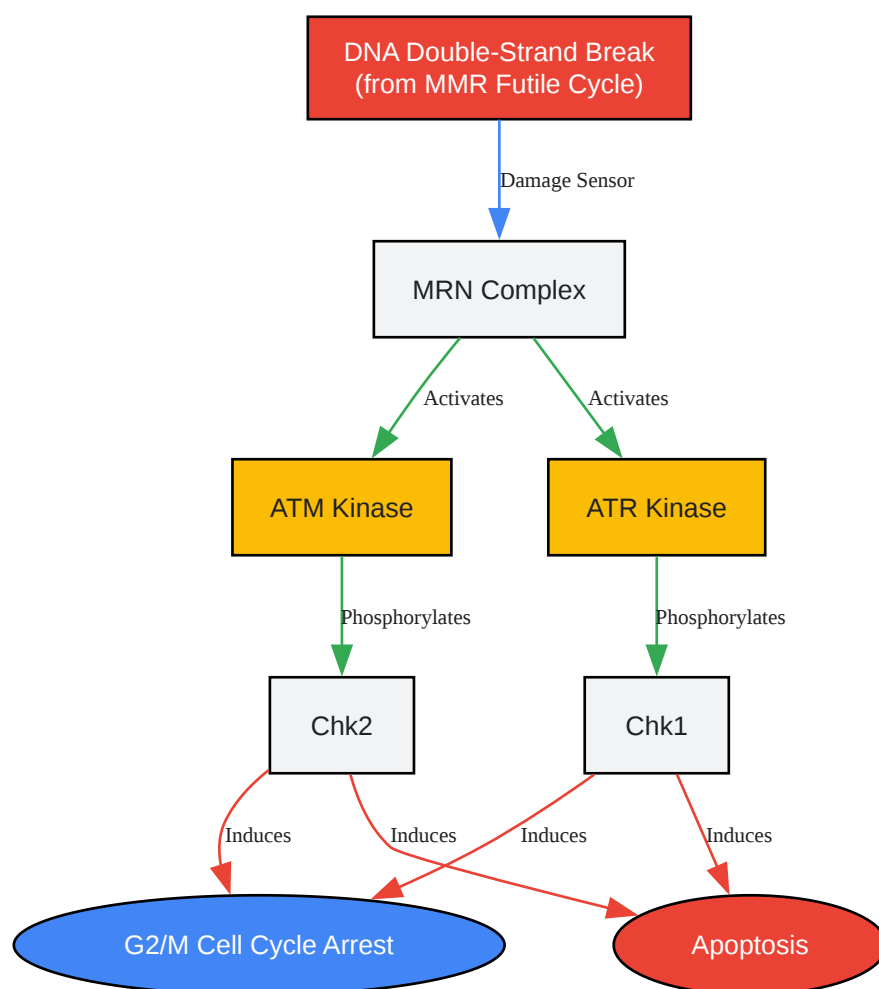 DNA Double-Strand Break
(from MMR Futile Cycle)
Damage Sensor
MRN Complex
Activates
Activates
ATM Kinase
ATR Kinase
Phosphorylates
Phosphorylates
Chk2
Chk1
Induces
Induces
Induces
Induces
G2/M Cell Cycle Arrest
Apoptosis